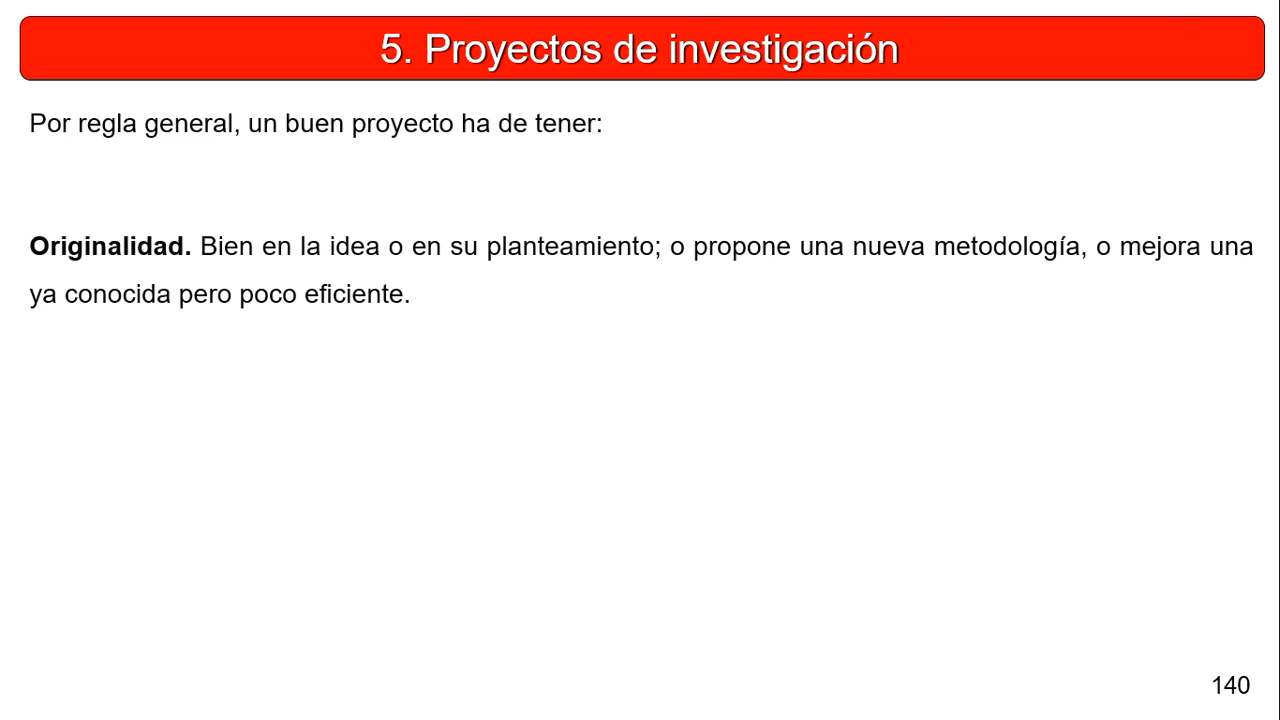 5. Proyectos de investigación
Por regla general, un buen proyecto ha de tener:
Originalidad. Bien en la idea o en su planteamiento; o propone una nueva metodología, o mejora una
ya conocida pero poco eficiente.
140